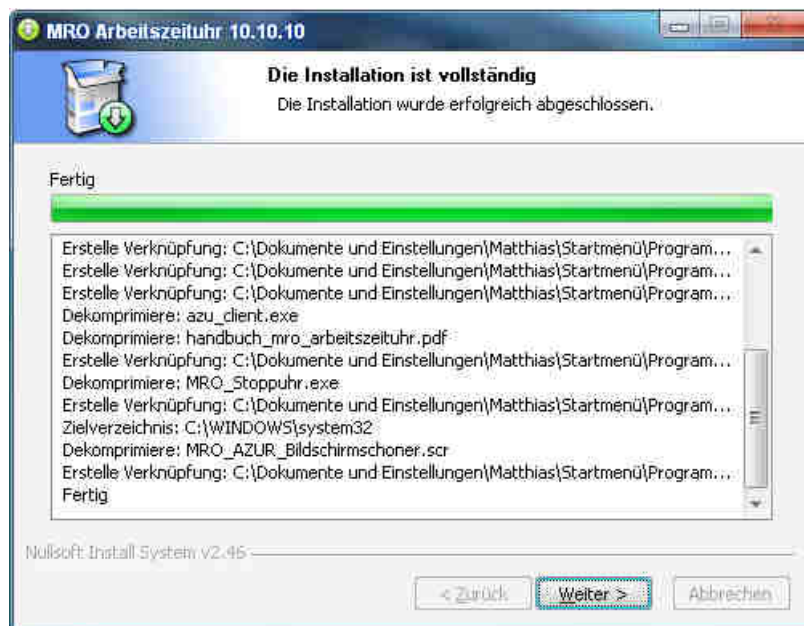 MRO Arbeitszeituhr 10.10.10
Die Installation ist vollständig
Die Installation wurde erfolgreich abgeschlossen.
Fertig
Erstelle Verknüpfung: C:\Dokumente und Einstellungen\Matthias\Startmenü\Program...
Erstelle Verknüpfung: C:\Dokumente und Einstellungen\Matthias\Startmenü\Program...
Erstelle Verknüpfung: C:\Dokumente und Einstellungen\Matthias\Startmenü\Program...
Dekomprimiere: azu_client.exe
Dekomprimiere: handbuch_mro_arbeitszeituhr.pdf
Erstelle Verknüpfung: C:\Dokumente und Einstellungen\Matthias\Startmenü\Program...
Dekomprimiere: MRO_Stoppuhr.exe
Erstelle Verknüpfung: C:\Dokumente und Einstellungen\Matthias\Startmenü\Program...
Zielverzeichnis: C:\WINDOWS\system32
Dekomprimiere: MRO_AZUR_Bildschirmschoner.scr
Erstelle Verknüpfung: C:\Dokumente und Einstellungen\Matthias\Startmenü\Program...
Fertig
Nullsoft Install System v2.46
< Zurück Weiter > Abbrechen